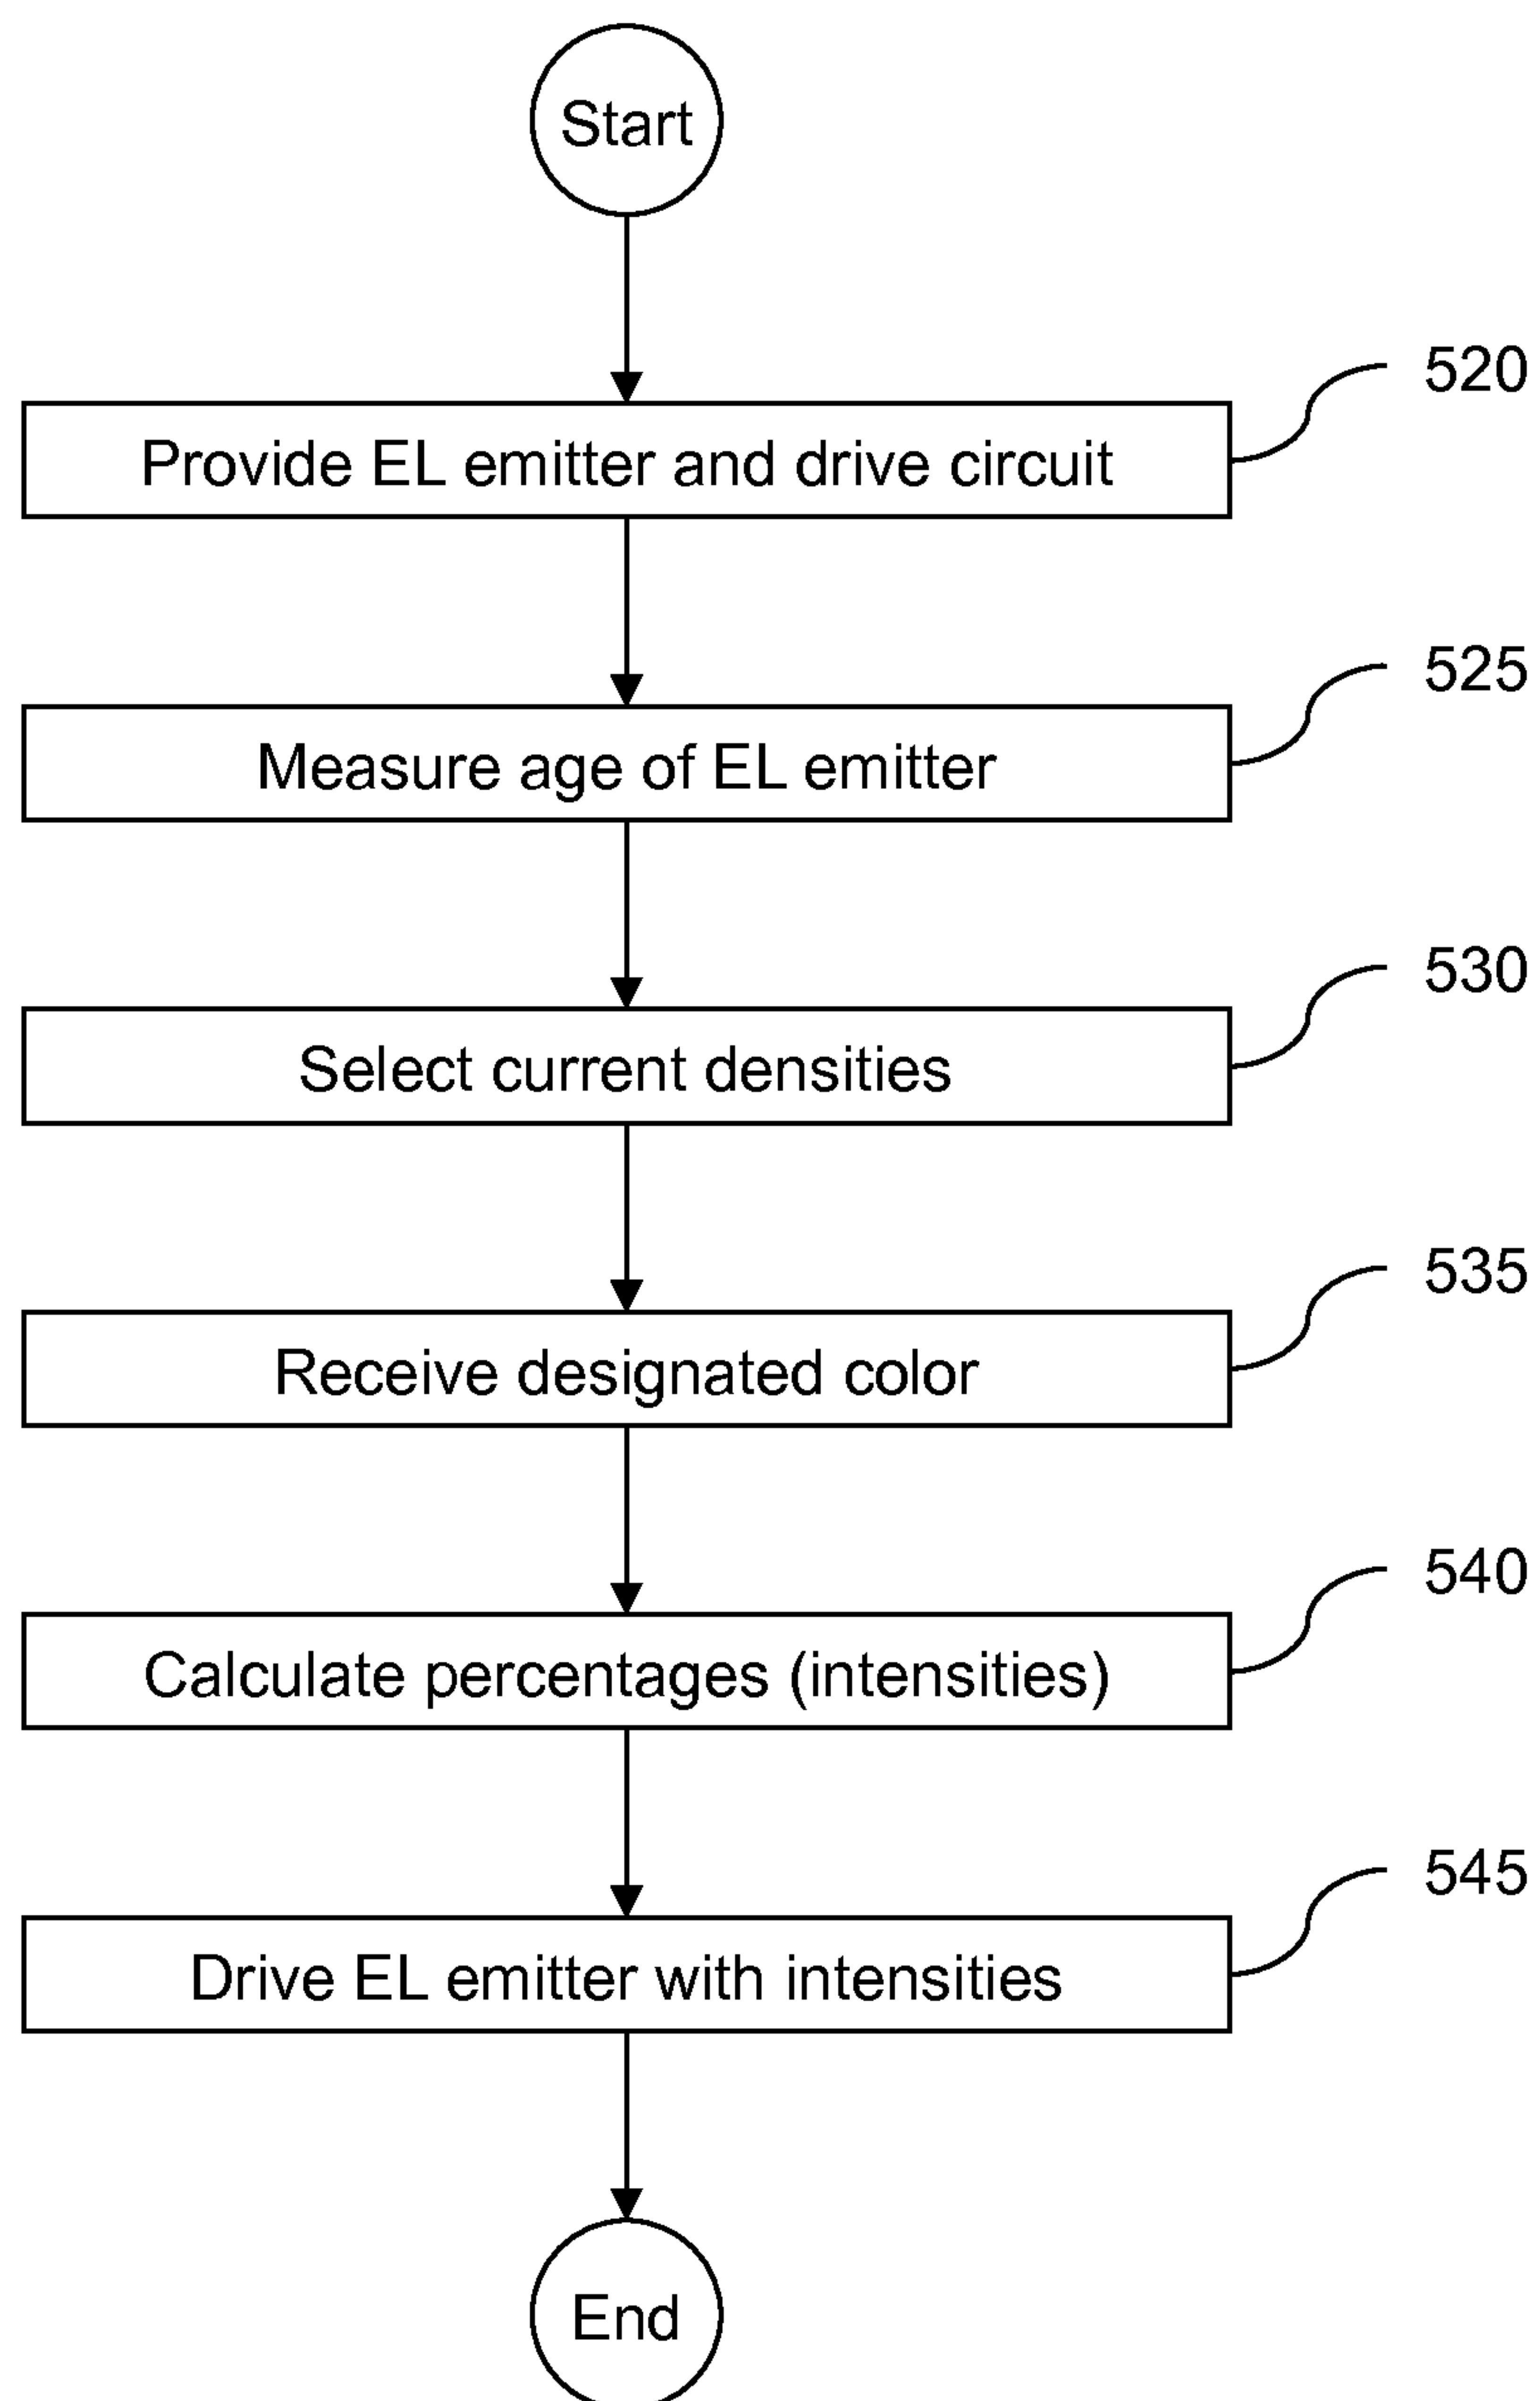 Start
520
Provide EL emitter and drive circuit
525
Measure age of EL emitter
530
Select current densities
535
Receive designated color
540
Calculate percentages (intensities)
545
Drive EL emitter with intensities
End